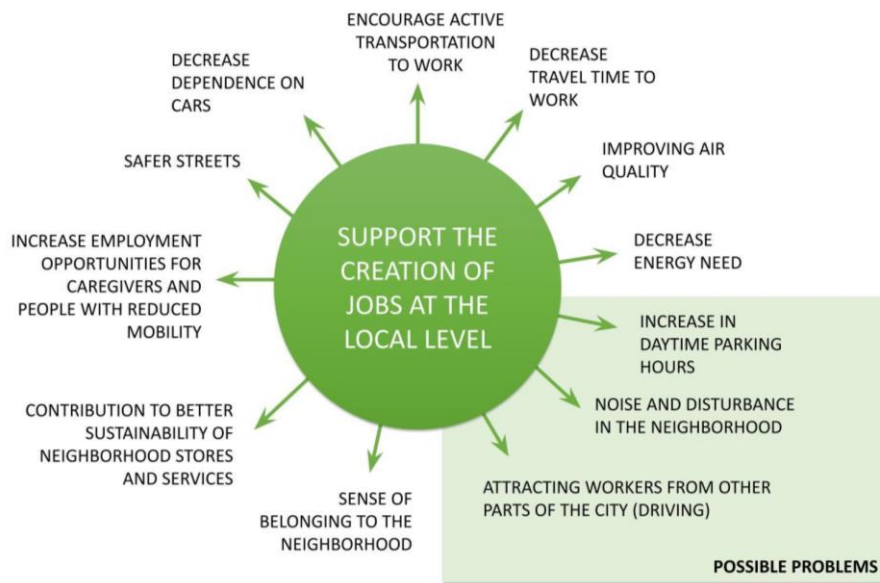 ENCOURAGE ACTIVE
TRANSPORTATION
TO WORK
DECREASE
TRAVEL TIME TO
WORK
IMPROVING AIR
QUALITY
DECREASE
ENERGY NEED
INCREASE IN
DAYTIME PARKING
HOURS
NOISE AND DISTURBANCE
IN THE NEIGHBORHOOD
ATTRACTING WORKERS FROM OTHER
PARTS OF THE CITY (DRIVING)
POSSIBLE PROBLEMS
SENSE OF
BELONGING TO THE
NEIGHBORHOOD
CONTRIBUTION TO BETTER
SUSTAINABILITY OF
NEIGHBORHOOD STORES
AND SERVICES
INCREASE EMPLOYMENT
OPPORTUNITIES FOR
CAREGIVERS AND
PEOPLE WITH REDUCED
MOBILITY
SAFER STREETS
DECREASE
DEPENDENCE ON
CARS
SUPPORT THE
CREATION OF
JOBS AT THE
LOCAL LEVEL